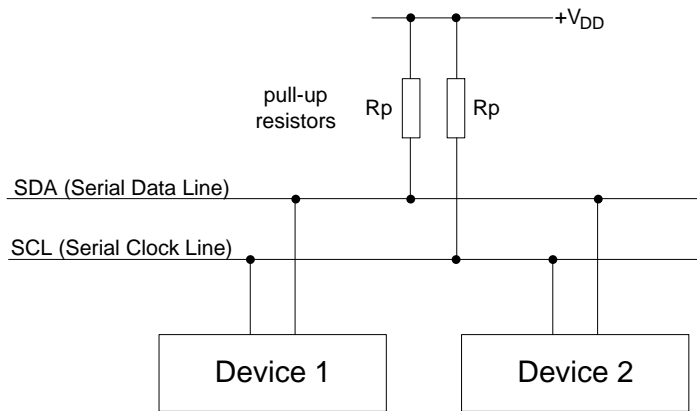 +VDD
pull-up
resistors
Rp
Rp
SDA (Serial Data Line)
SCL (Serial Clock Line)
Device 1
Device 2